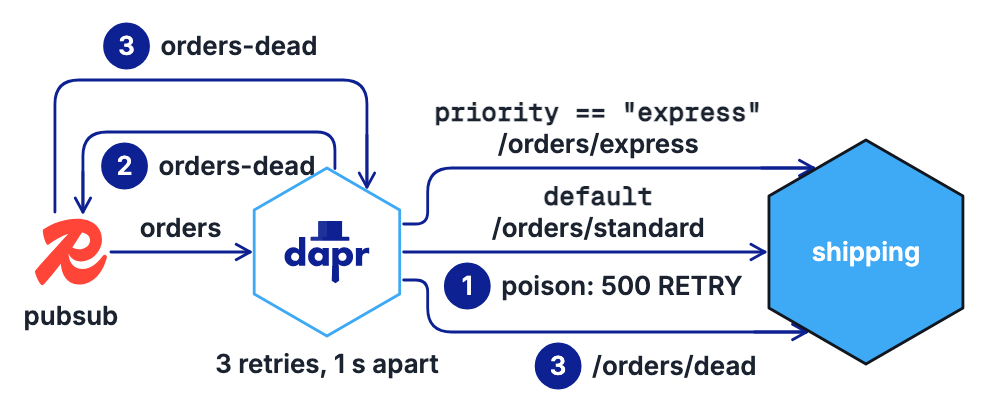 3 orders-dead
priority == "express"
/orders/express
2 orders-dead
default
orders
/orders/standard
dapr
shipping
1 poison: 500 RETRY
pubsub
3 retries, 1 s apart
3 /orders/dead